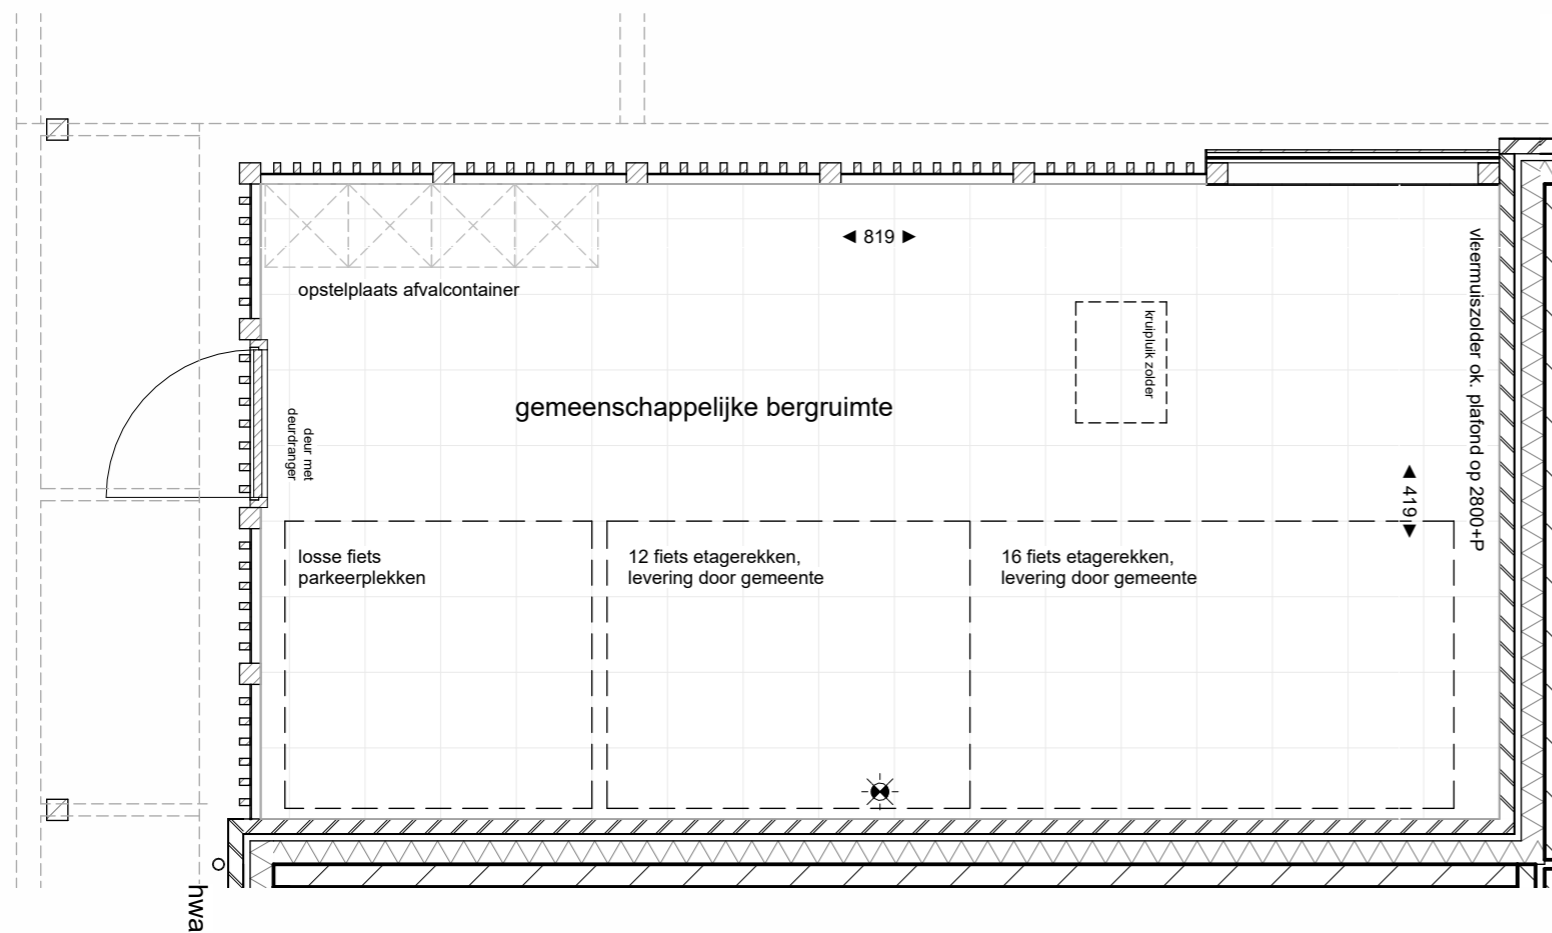 ◄ 819 ►
opstelplaats afvalcontainer
kruipluik zolder
vleermuiszolder ok. plafond op 2800+P
gemeenschappelijke bergruimte
deur met
deurdranger
◄ 419 ►
losse fiets
parkeerplekken
12 fiets etagerekken,
levering door gemeente
16 fiets etagerekken,
levering door gemeente
hwa